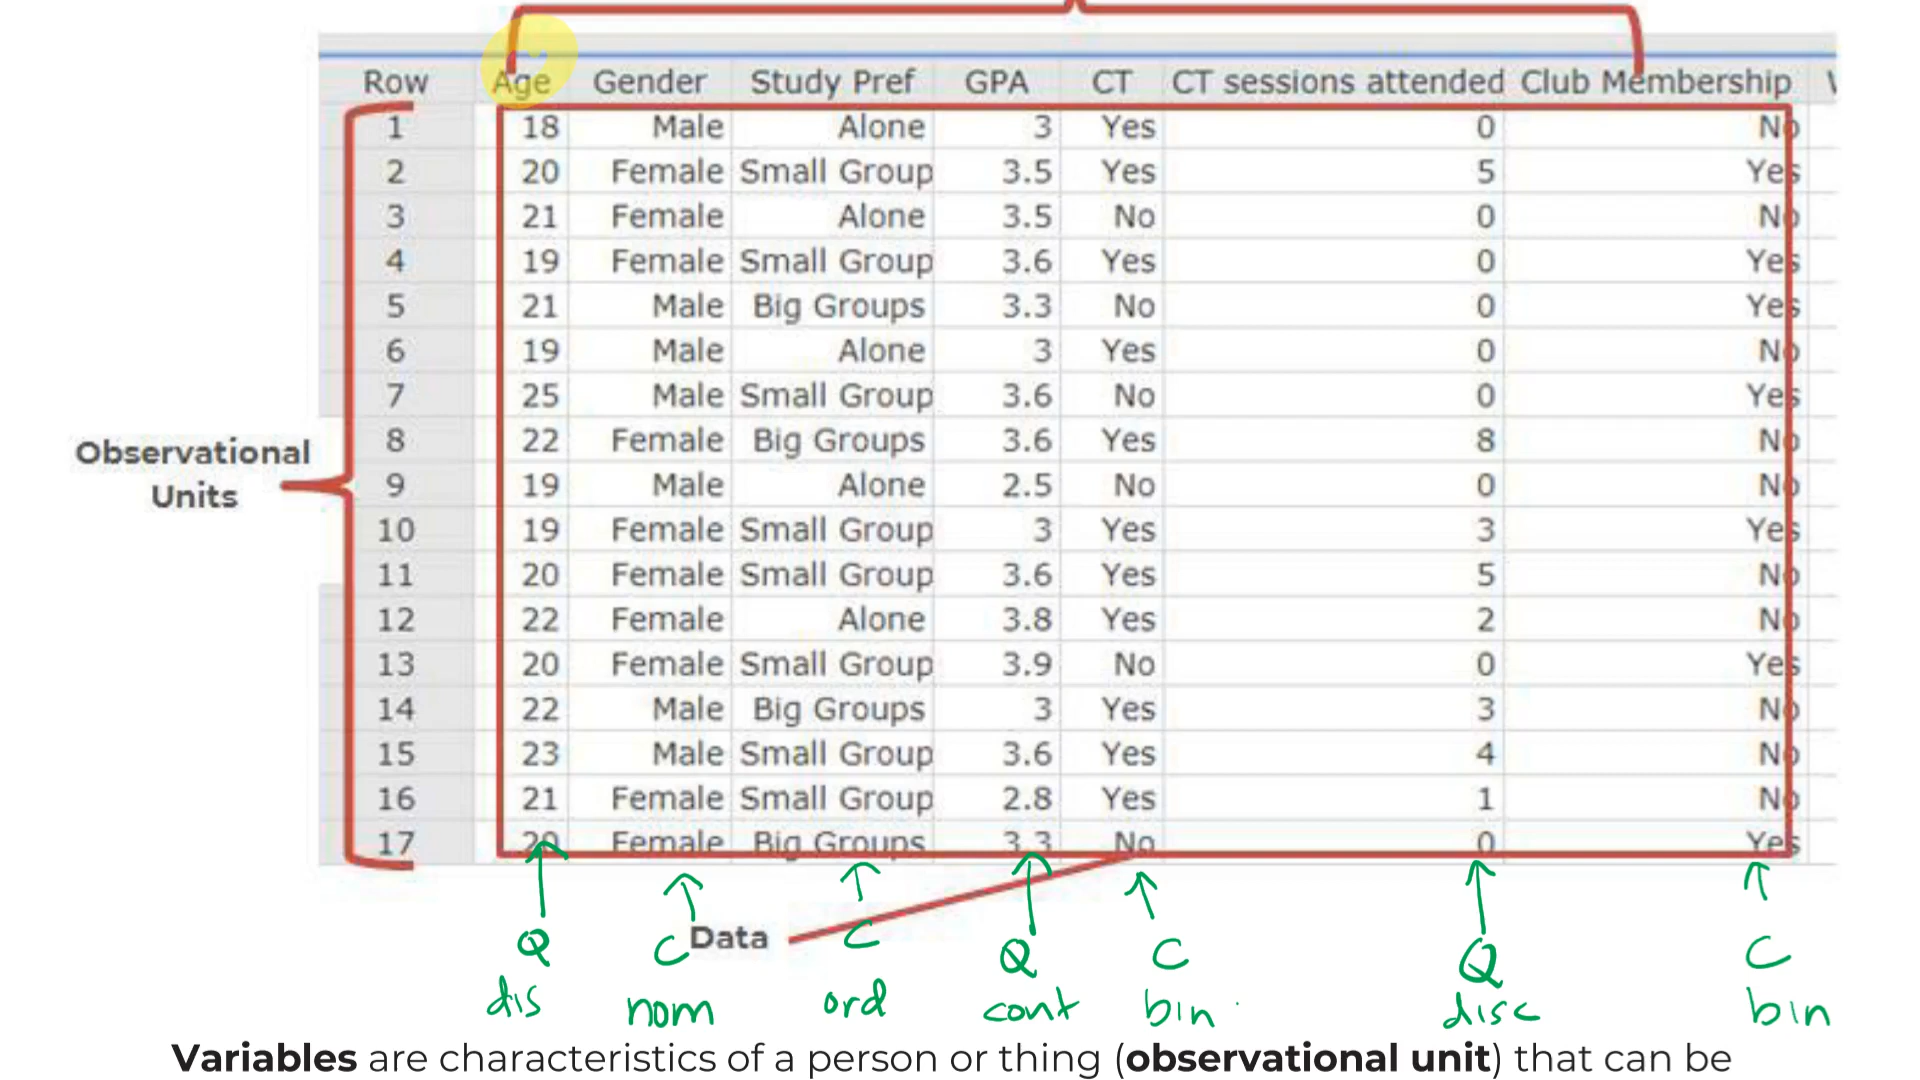 Row Age Gender Study Pref GPA CT CT sessions attended Club Membership
1 18 Male Alone 3 Yes 0 No
2 20 Female Small Group 3.5 Yes 5 Yes
3 21 Female Alone 3.5 No 0 No
4 19 Female Small Group 3.6 Yes 0 Yes
5 21 Male Big Groups 3.3 No 0 Yes
6 19 Male Alone 3 Yes 0 No
7 25 Male Small Group 3.6 No 0 Yes
8 22 Female Big Groups 3.6 Yes 8 No
Observational
Units
9 19 Male Alone 2.5 No 0 No
10 19 Female Small Group 3 Yes 3 Yes
11 20 Female Small Group 3.6 Yes 5 No
12 22 Female Alone 3.8 Yes 2 No
13 20 Female Small Group 3.9 No 0 Yes
14 22 Male Big Groups 3 Yes 3 No
15 23 Male Small Group 3.6 Yes 4 No
16 21 Female Small Group 2.8 Yes 1 No
17 20 Female Big Groups 3.3 No 0 Yes
Data
Q C C Q C Q C
dis nom ord cont bin disc bin
Variables are characteristics of a person or thing (observational unit) that can be